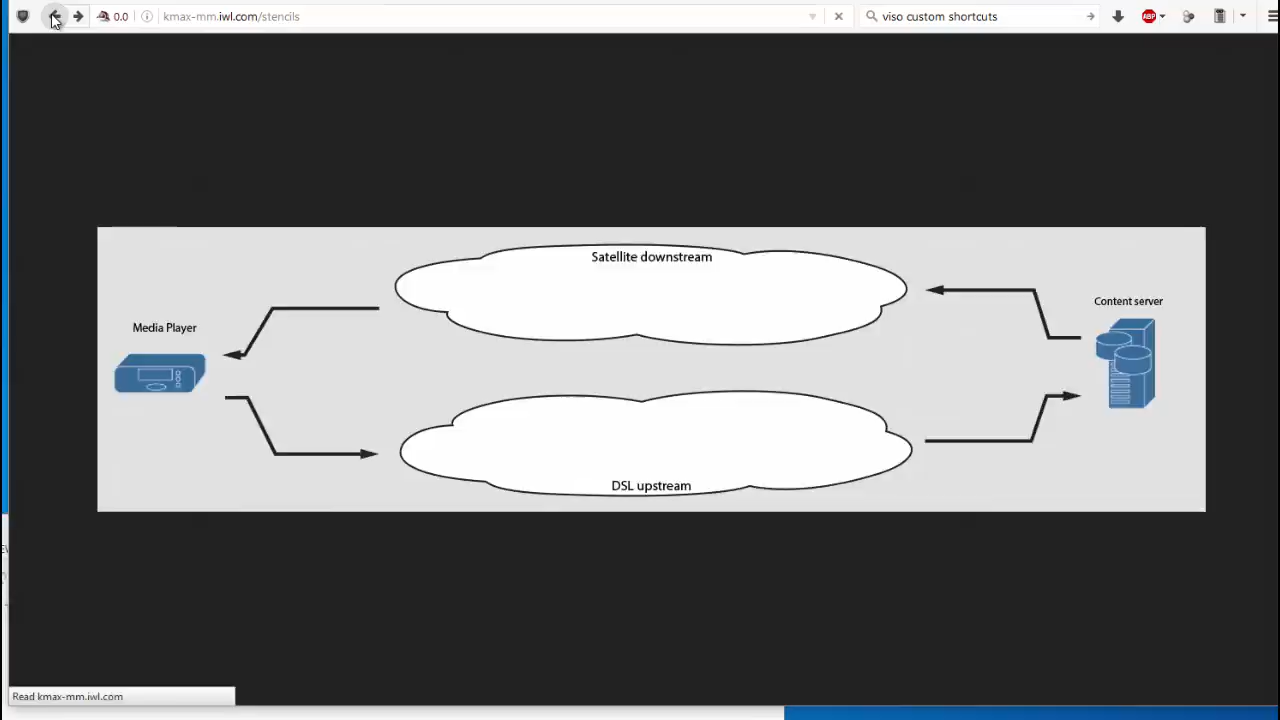 0.0
kmax-mm.iwl.com/stencils
viso custom shortcuts
ABP
Satellite downstream
Content server
Media Player
DSL upstream
Read kmax-mm.iwl.com